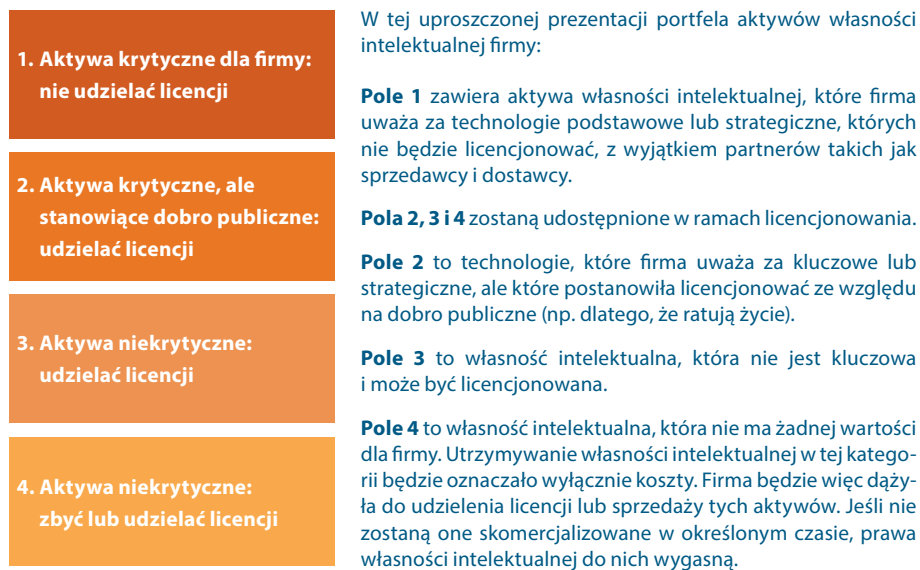 1. Aktywa krytyczne dla firmy:
nie udzielać licencji
2. Aktywa krytyczne, ale
stanowiące dobro publiczne:
udzielać licencji
3. Aktywa niekrytyczne:
udzielać licencji
4. Aktywa niekrytyczne:
zbyć lub udzielać licencji
W tej uproszczonej prezentacji portfela aktywów własności
intelektualnej firmy:
Pole 1 zawiera aktywa własności intelektualnej, które firma
uważa za technologie podstawowe lub strategiczne, których
nie będzie licencjonować, z wyjątkiem partnerów takich jak
sprzedawcy i dostawcy.
Pola 2, 3 i 4 zostaną udostępnione w ramach licencjonowania.
Pole 2 to technologie, które firma uważa za kluczowe lub
strategiczne, ale które postanowiła licencjonować ze względu
na dobro publiczne (np. dlatego, że ratują życie).
Pole 3 to własność intelektualna, która nie jest kluczowa
i może być licencjonowana.
Pole 4 to własność intelektualna, która nie ma żadnej wartości
dla firmy. Utrzymywanie własności intelektualnej w tej katego-
rii będzie oznaczało wyłącznie koszty. Firma będzie więc dąży-
ła do udzielenia licencji lub sprzedaży tych aktywów. Jeśli nie
zostaną one skomercjalizowane w określonym czasie, prawa
własności intelektualnej do nich wygasną.